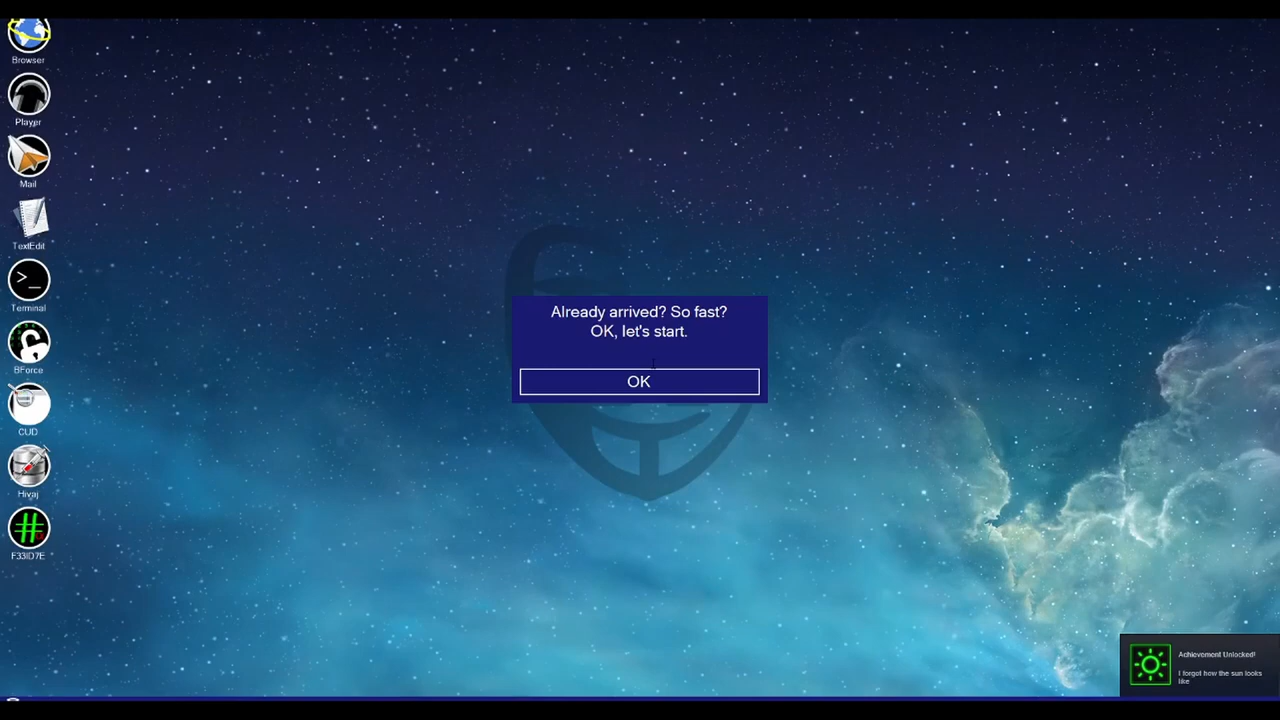 Browser
Player
Mail
TextEdit
Terminal
BForce
CUD
Hivaj
F33ID7E
Already arrived? So fast?
OK, let's start.
OK
Achievement Unlocked!
I forgot how the sun looks
like